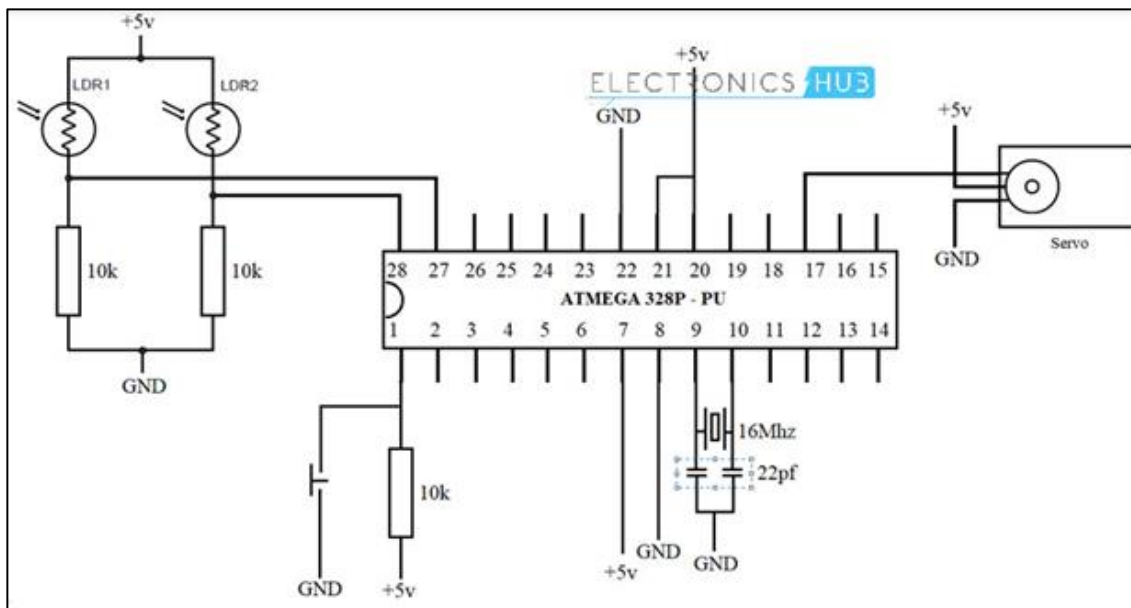 +5v
LDR1
LDR2
10k
10k
GND
ELECTRONICS HUB
GND
+5v
+5v
GND
Servo
28 27 26 25 24 23 22 21 20 19 18 17 16 15
ATMEGA 328P - PU
1 2 3 4 5 6 7 8 9 10 11 12 13 14
10k
GND
+5v
+5v
GND
16Mhz
22pf
GND